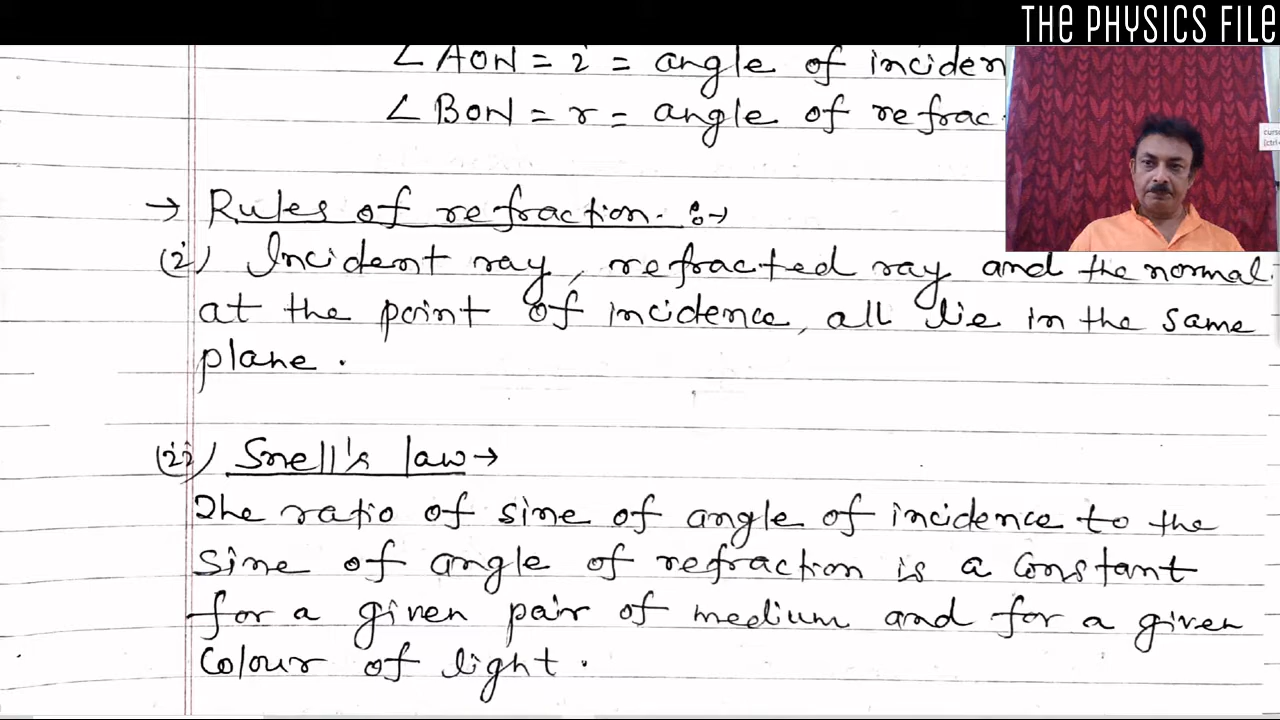 THE PHYSICS FILE
∠AON = i = angle of inciden
∠BON = r = angle of refrac
→ Rules of refraction. :→
(i) Incident ray, refracted ray and the normal
at the point of incidence, all lie in the same
plane.
(ii) Snell's law →
The ratio of sine of angle of incidence to the
sine of angle of refraction is a constant
for a given pair of medium and for a given
colour of light.